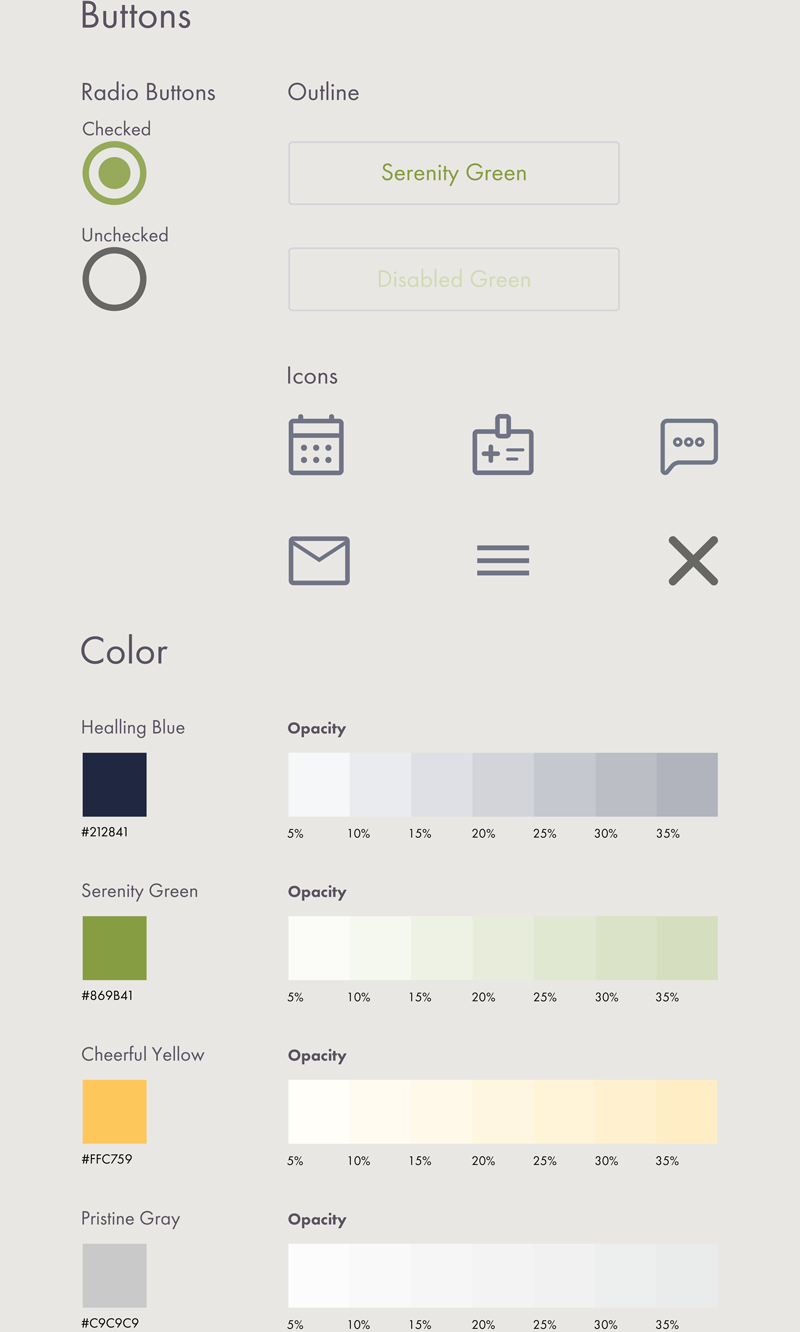 Buttons
Radio Buttons
Outline
Checked
Serenity Green
Unchecked
Disabled Green
Icons
Color
Healling Blue
Opacity
#212841
5% 10% 15% 20% 25% 30% 35%
Serenity Green
Opacity
#869B41
5% 10% 15% 20% 25% 30% 35%
Cheerful Yellow
Opacity
#FFC759
5% 10% 15% 20% 25% 30% 35%
Pristine Gray
Opacity
#C9C9C9
5% 10% 15% 20% 25% 30% 35%